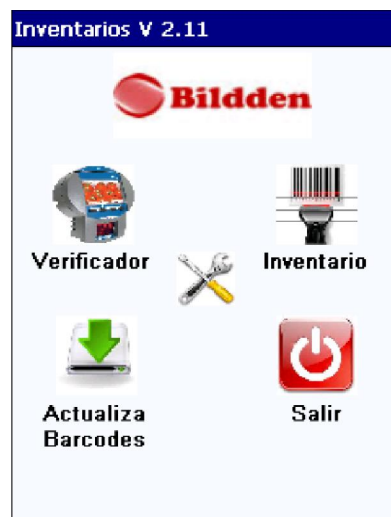 Inventarios V 2.11
Bildden
Verificador
Inventario
Actualiza
Barcodes
Salir